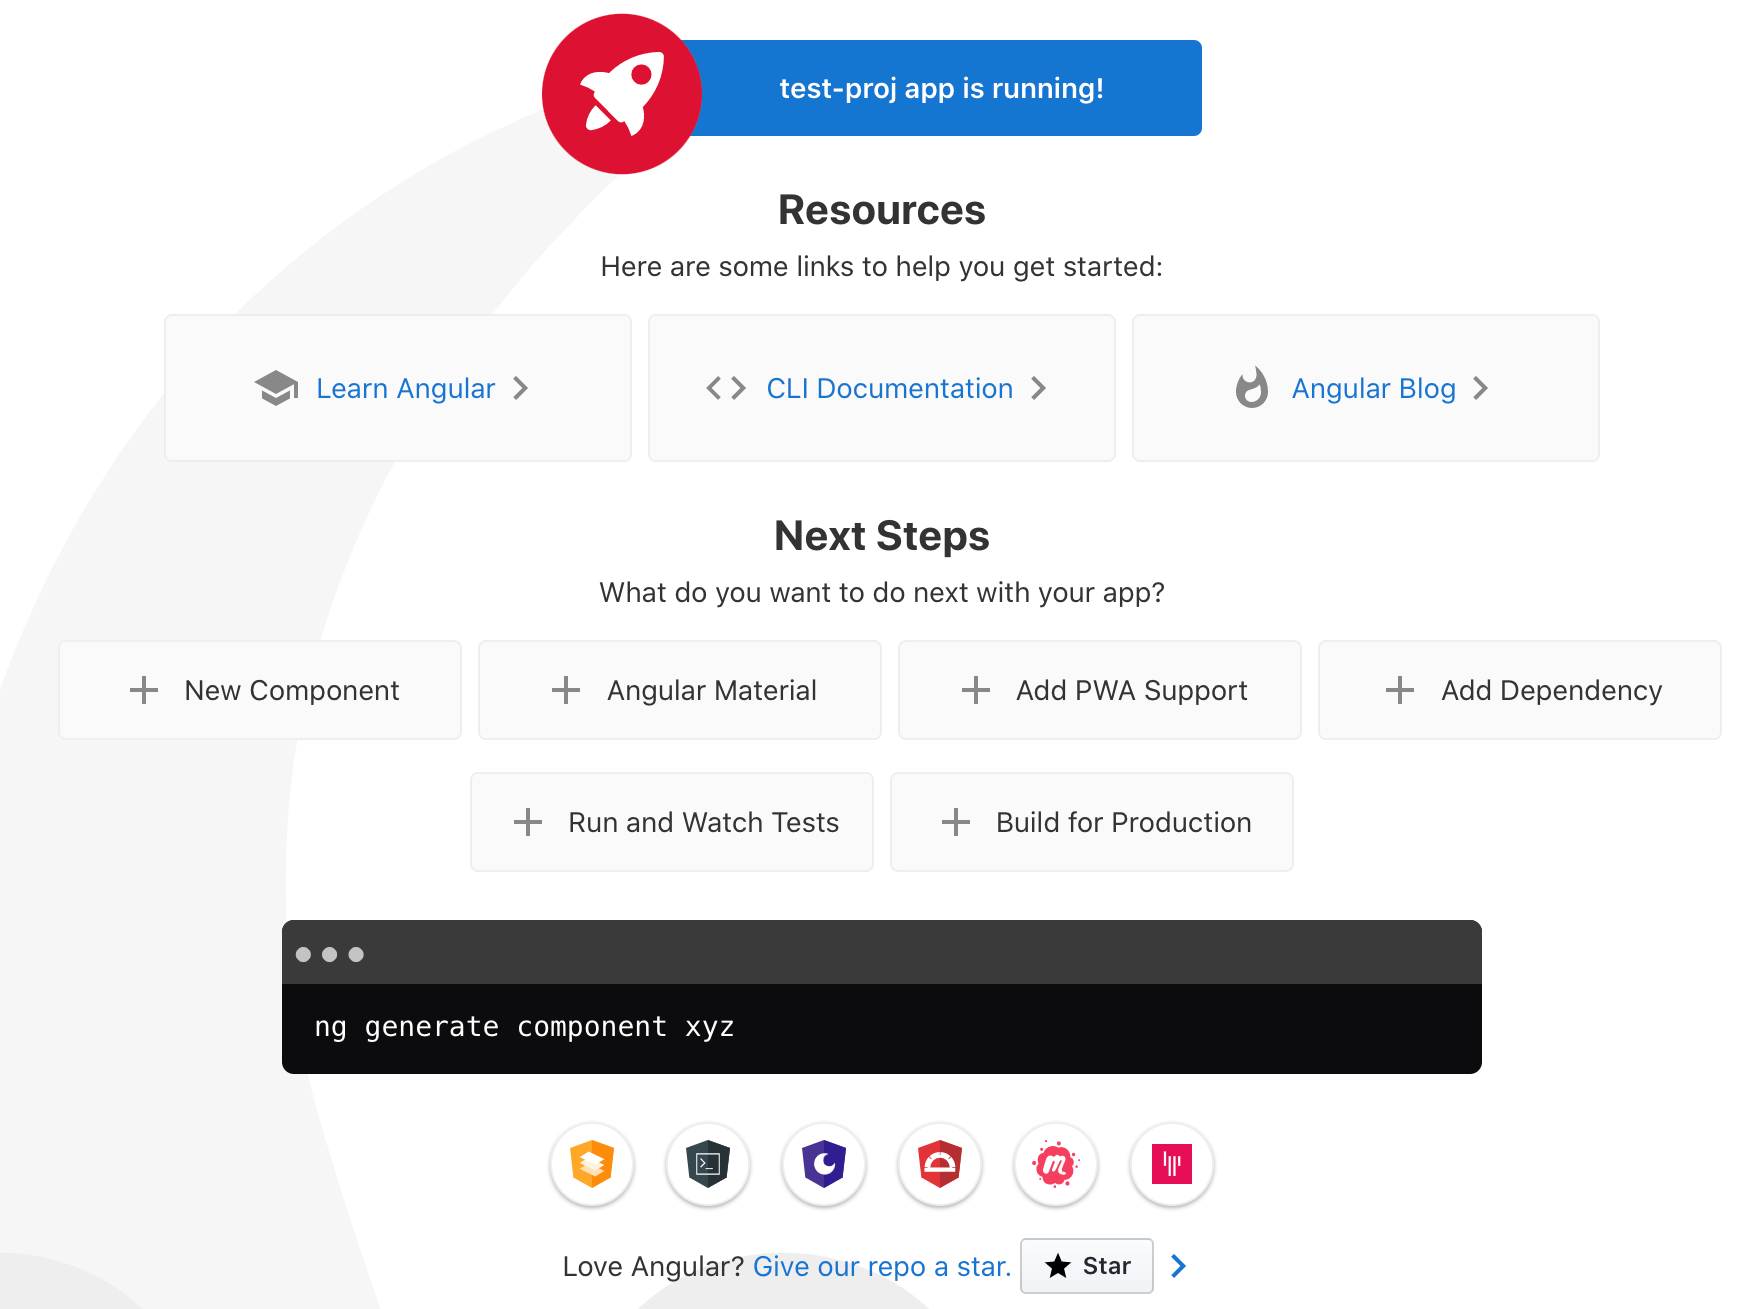 test-proj app is running!
Resources
Here are some links to help you get started:
Learn Angular
CLI Documentation
Angular Blog
Next Steps
What do you want to do next with your app?
New Component
Angular Material
Add PWA Support
Add Dependency
Run and Watch Tests
Build for Production
ng generate component xyz
Love Angular? Give our repo a star. Star